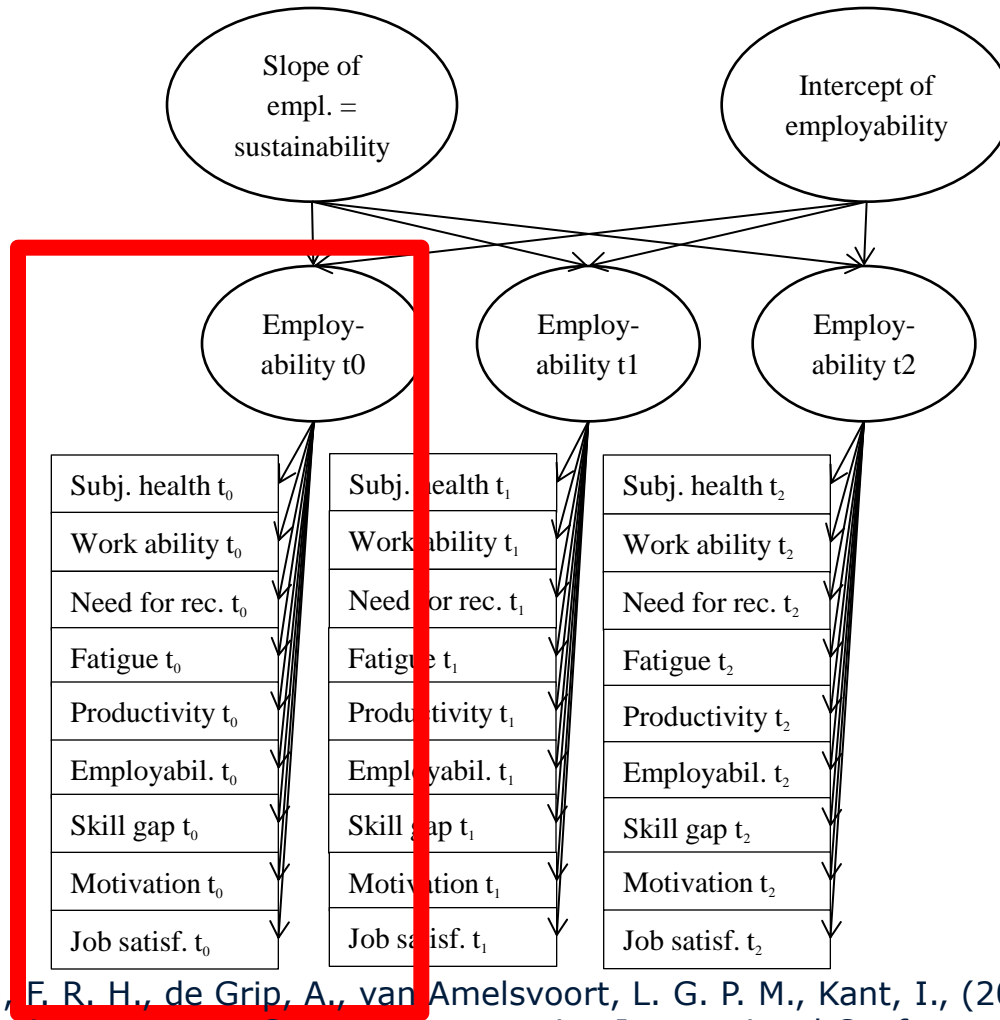 Slope of
empl. =
sustainability
Intercept of
employability
Employ-
ability t0
Employ-
ability t1
Employ-
ability t2
Subj. health t₀
Work ability t₀
Need for rec. t₀
Fatigue t₀
Productivity t₀
Employabil. t₀
Skill gap t₀
Motivation t₀
Job satisf. t₀
Subj. health t₁
Work ability t₁
Need for rec. t₁
Fatigue t₁
Productivity t₁
Employabil. t₁
Skill gap t₁
Motivation t₁
Job satisf. t₁
Subj. health t₂
Work ability t₂
Need for rec. t₂
Fatigue t₂
Productivity t₂
Employabil. t₂
Skill gap t₂
Motivation t₂
Job satisf. t₂
, F. R. H., de Grip, A., van Amelsvoort, L. G. P. M., Kant, I., (20